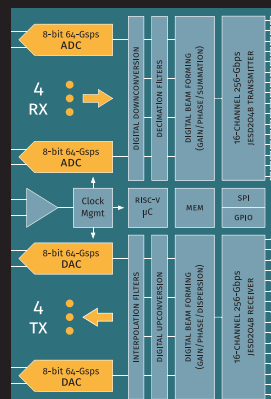 8-bit 64-Gsps
ADC
4
RX
8-bit 64-Gsps
ADC
DIGITAL DOWNCONVERSION
DECIMATION FILTERS
DIGITAL BEAM FORMING
(GAIN/PHASE/SUMMATION)
16-CHANNEL 256-Gbps
JESD204B TRANSMITTER
Clock
Mgmt
RISC-V
µC
MEM
SPI
GPIO
8-bit 64-Gsps
DAC
4
TX
8-bit 64-Gsps
DAC
INTERPOLATION FILTERS
DIGITAL UPCONVERSION
DIGITAL BEAM FORMING
(GAIN/PHASE/DISPERSION)
16-CHANNEL 256-Gbps
JESD204B RECEIVER